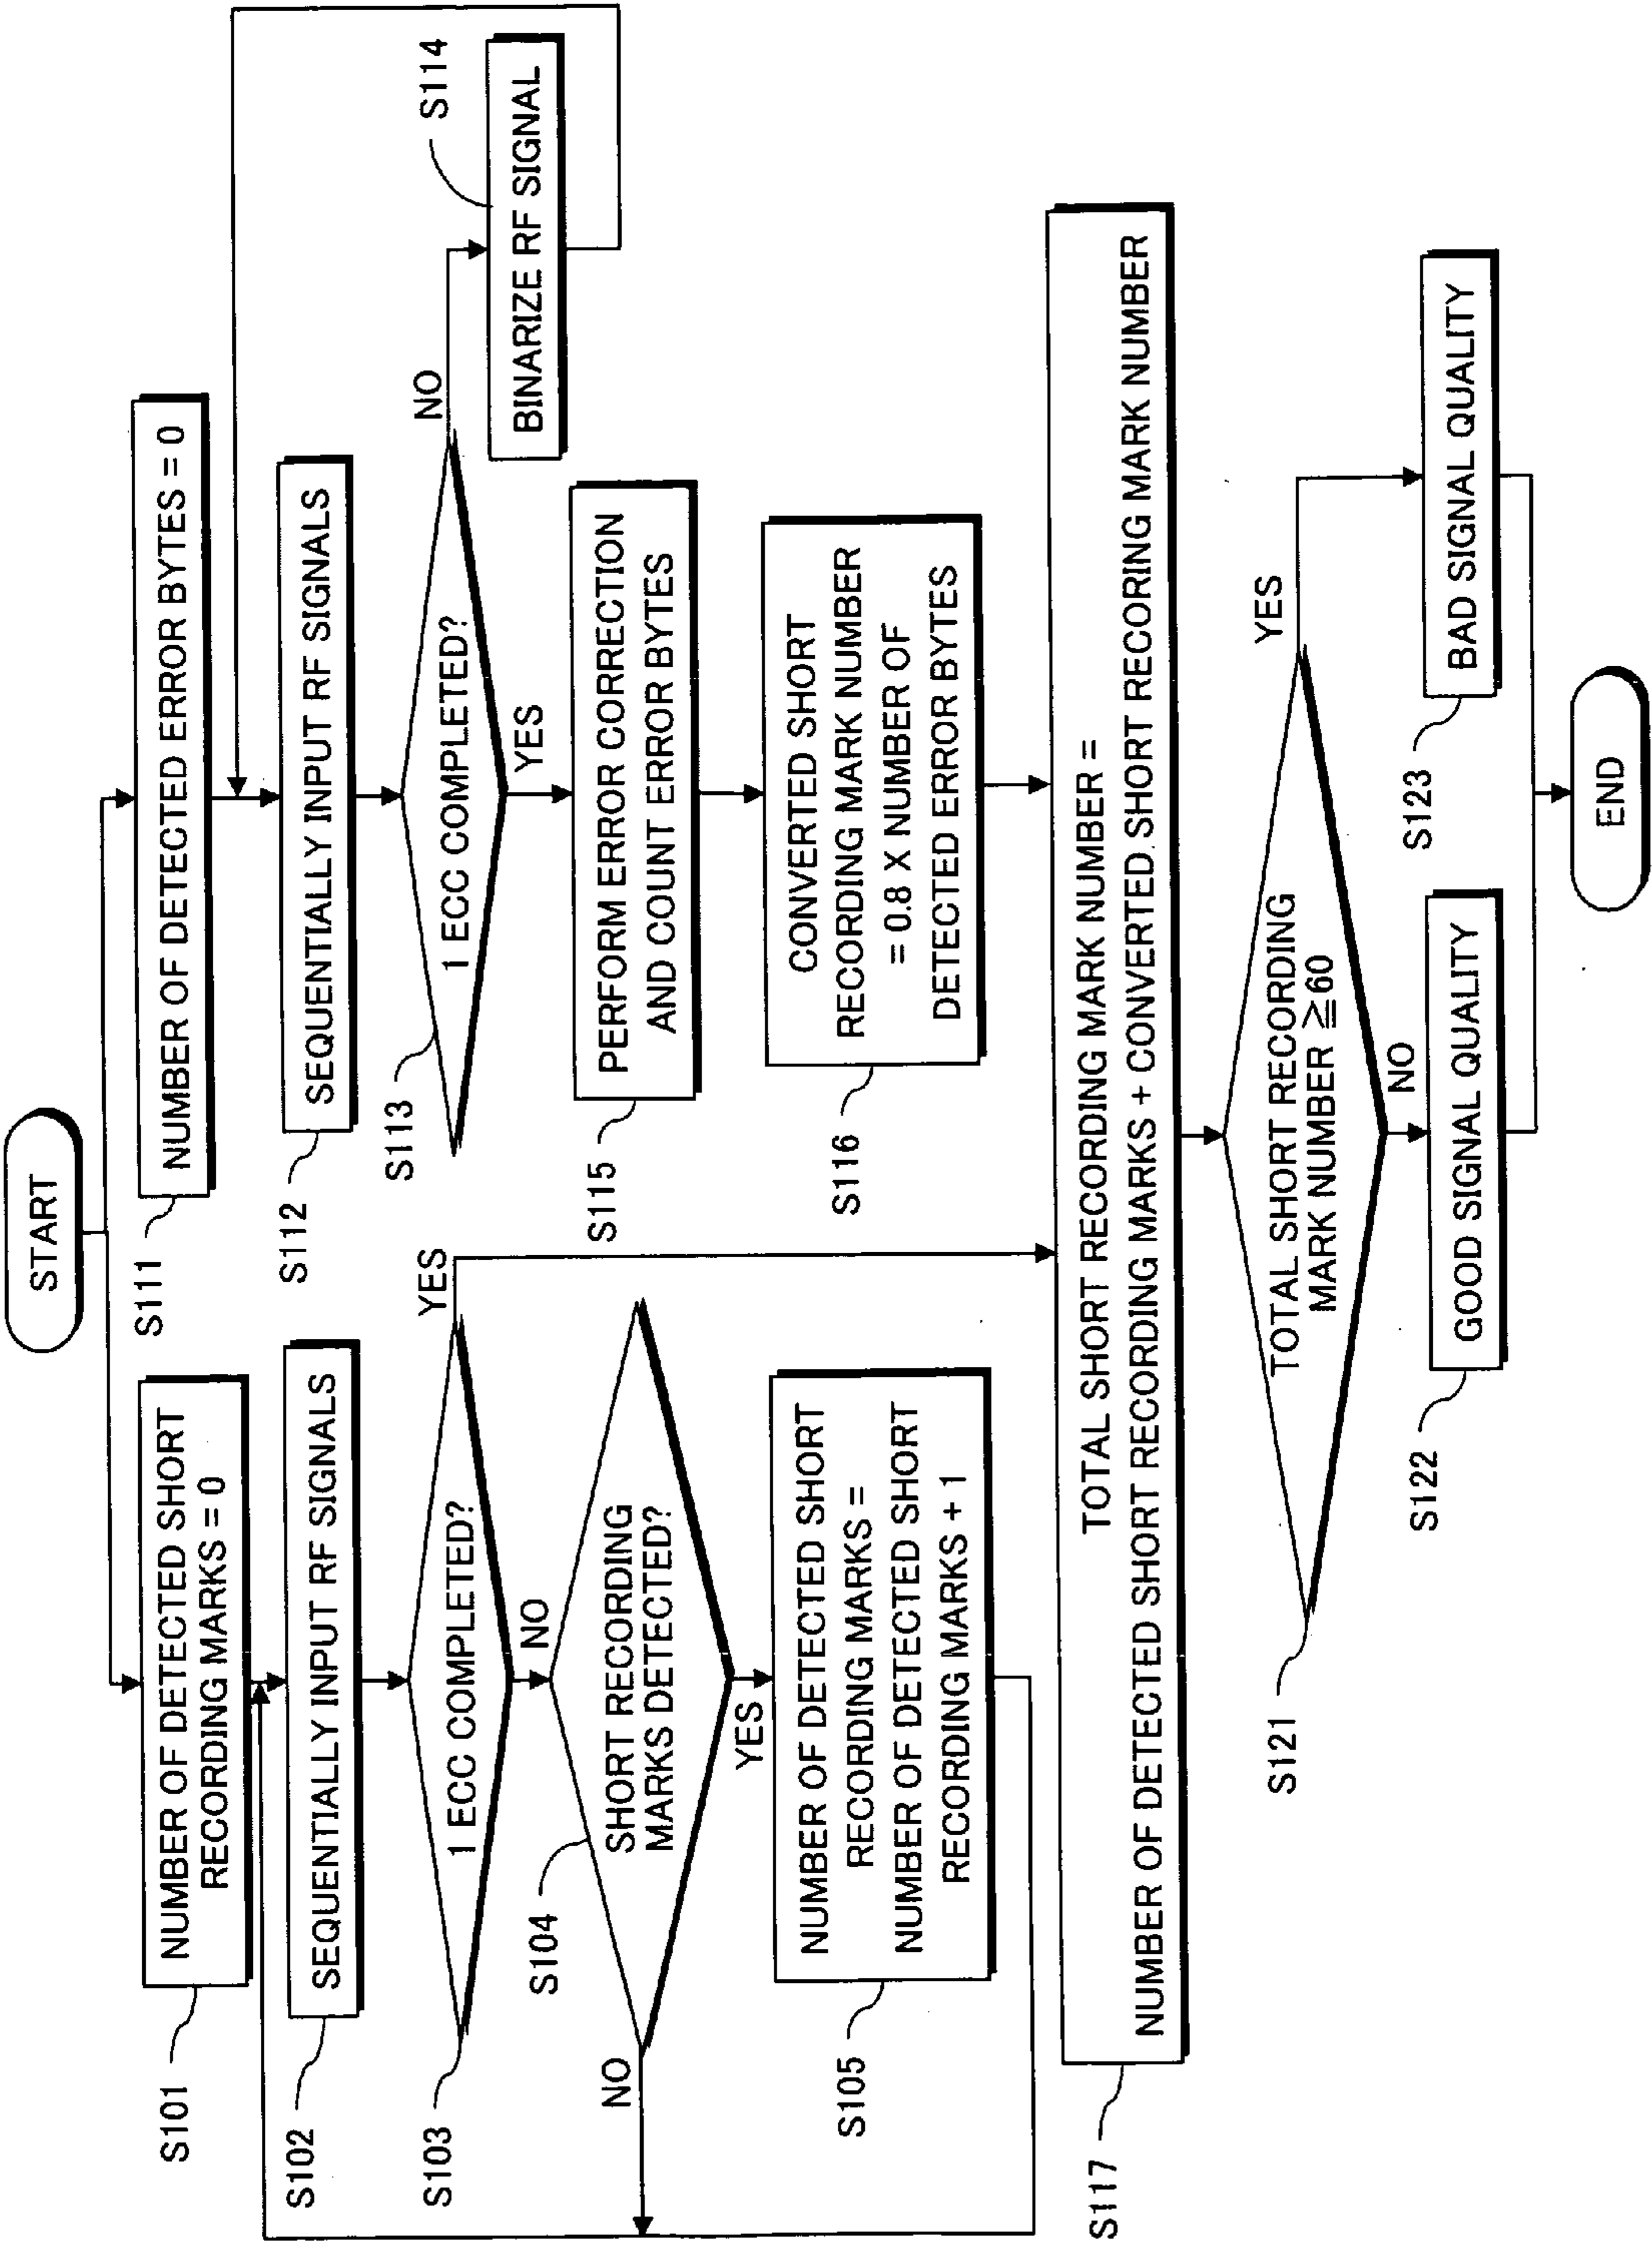 START
S101
NUMBER OF DETECTED SHORT
RECORDING MARKS = 0
S102
SEQUENTIALLY INPUT RF SIGNALS
S103
1 ECC COMPLETED?
YES
NO
S104
SHORT RECORDING
MARKS DETECTED?
NO
YES
S105
NUMBER OF DETECTED SHORT
RECORDING MARKS =
NUMBER OF DETECTED SHORT
RECORDING MARKS + 1
S111
NUMBER OF DETECTED ERROR BYTES = 0
S112
SEQUENTIALLY INPUT RF SIGNALS
S113
1 ECC COMPLETED?
NO
YES
S114
BINARIZE RF SIGNAL
S115
PERFORM ERROR CORRECTION
AND COUNT ERROR BYTES
S116
CONVERTED SHORT
RECORDING MARK NUMBER
= 0.8 X NUMBER OF
DETECTED ERROR BYTES
S117
TOTAL SHORT RECORDING MARK NUMBER =
NUMBER OF DETECTED SHORT RECORDING MARKS + CONVERTED SHORT RECORING MARK NUMBER
S121
TOTAL SHORT RECORDING
MARK NUMBER ≧60
YES
NO
S122
GOOD SIGNAL QUALITY
S123
BAD SIGNAL QUALITY
END